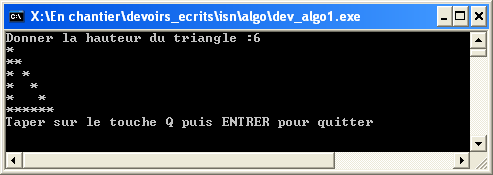 X:\En chantier\devoirs_ecrits\isn\algo\dev_algo1.exe
Donner la hauteur du triangle :6
*
**
* *
*  *
*   *
******
Taper sur le touche Q puis ENTRER pour quitter